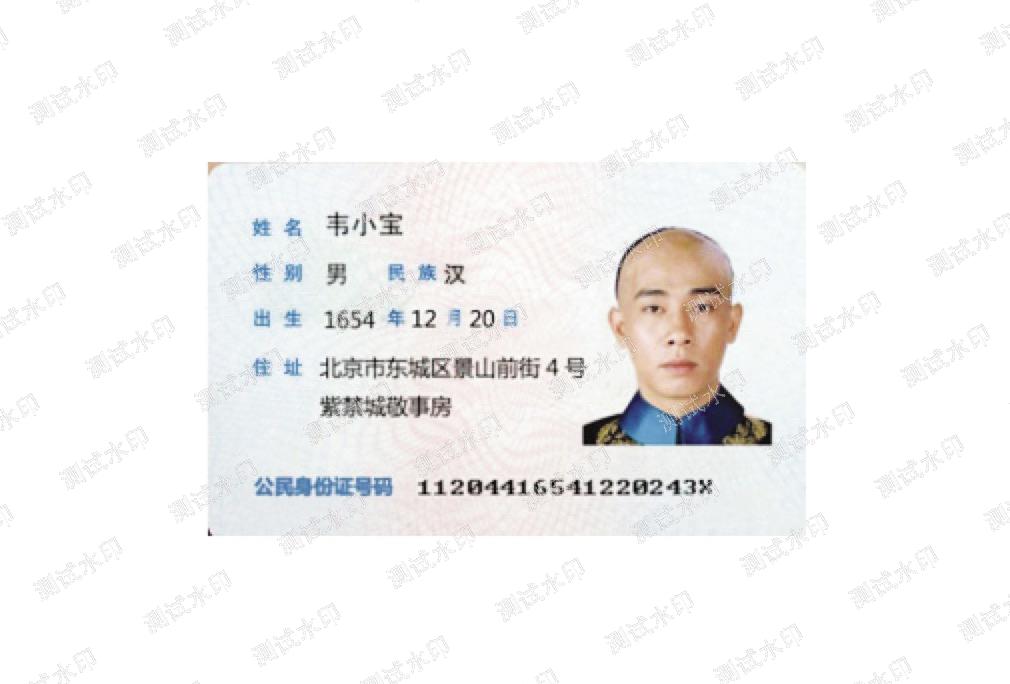 姓名 韦小宝
性别 男 民族 汉
出生 1654 年 12 月 20 日
住址 北京市东城区景山前街 4 号
紫禁城敬事房
公民身份证号码 11204416541220243X
测试水印